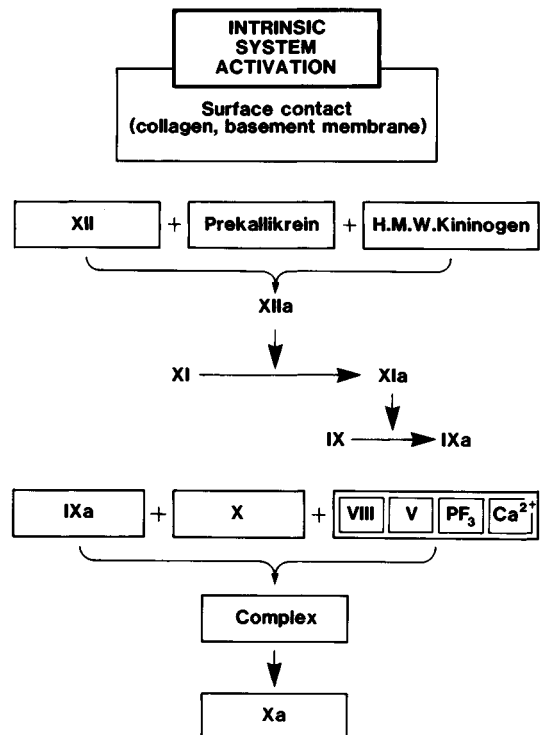 INTRINSIC
SYSTEM
ACTIVATION
Surface contact
(collagen, basement membrane)
XII + Prekallikrein + H.M.W.Kininogen
XIIa
XI XIa
IX IXa
IXa + X + VIII V PF₃ Ca²⁺
Complex
Xa